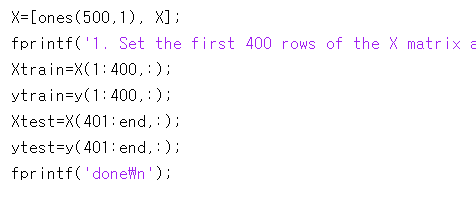 X=[ones(500,1), X];
fprintf('1. Set the first 400 rows of the X matrix a
Xtrain=X(1:400,:);
ytrain=y(1:400,:);
Xtest=X(401:end,:);
ytest=y(401:end,:);
fprintf('done₩n');